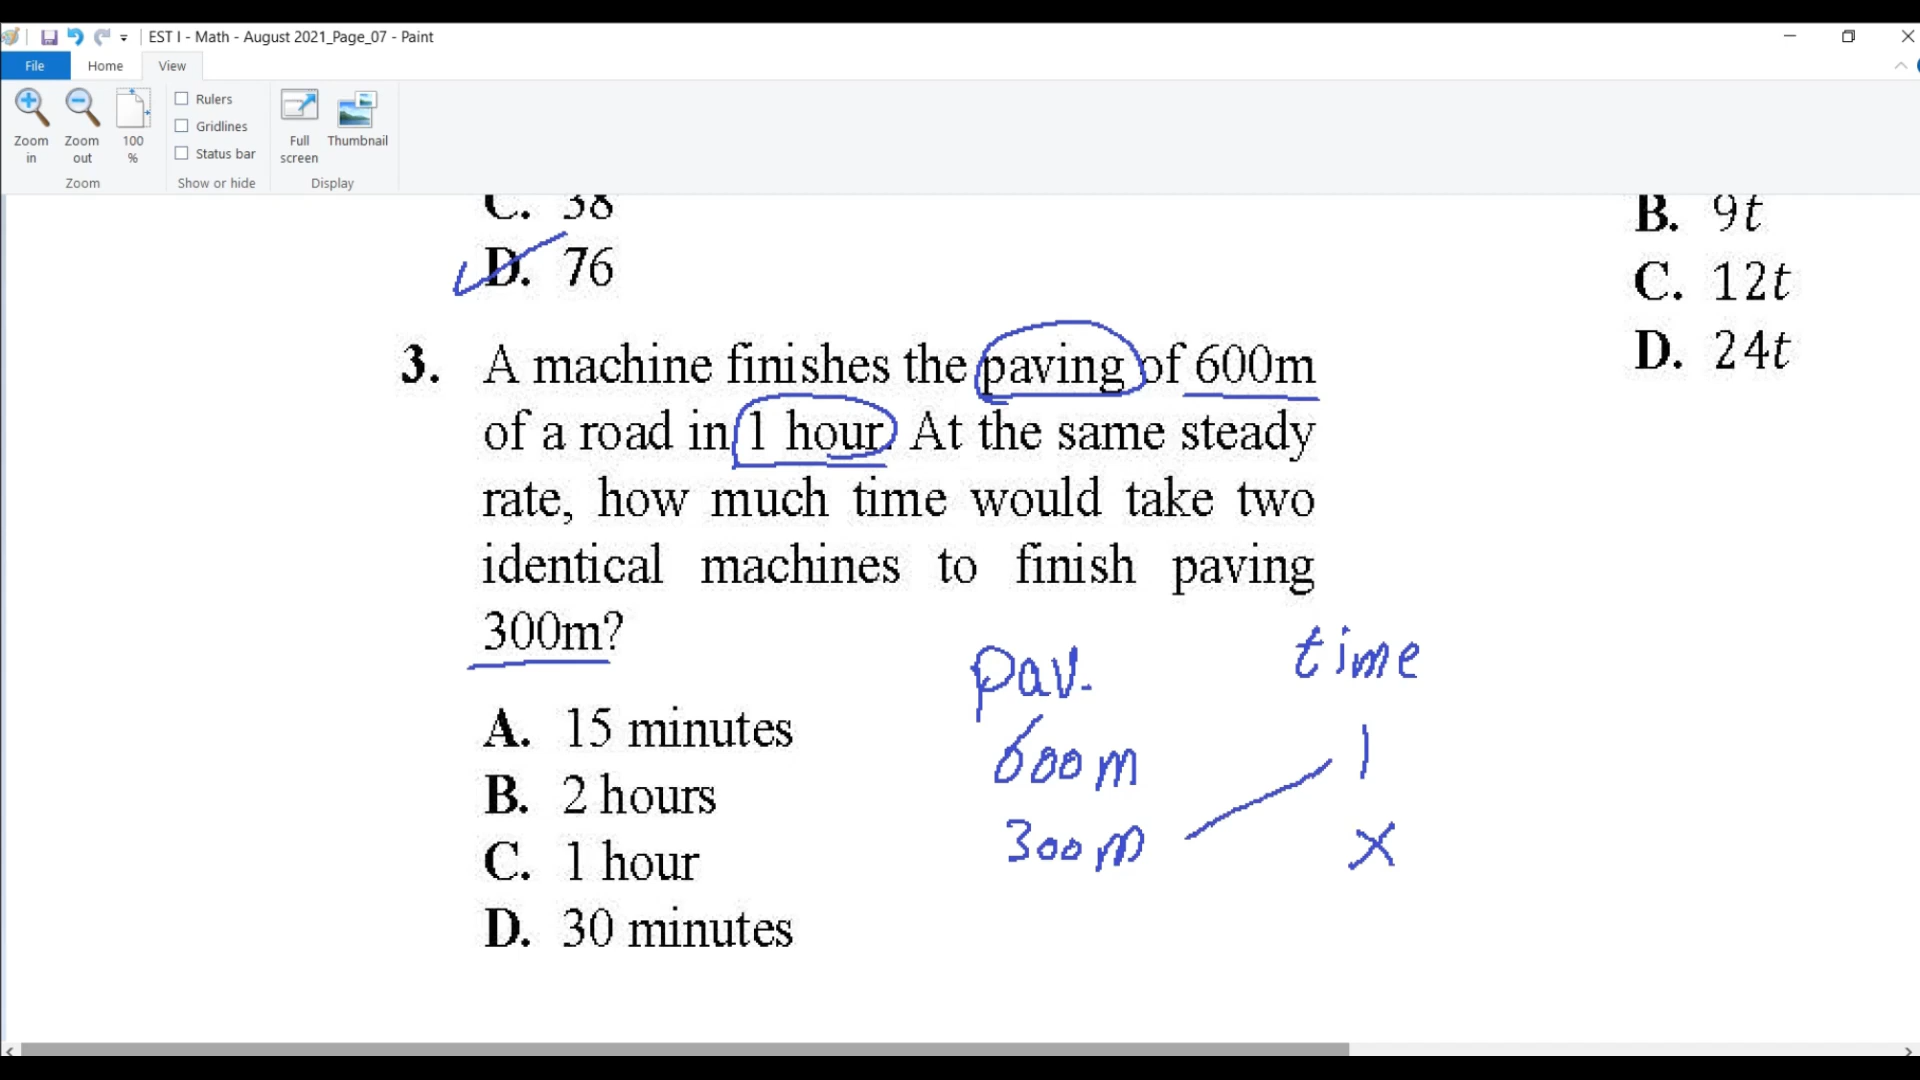 EST I - Math - August 2021_Page_07 - Paint
File Home View
Zoom in
Zoom out
100 %
Zoom
Rulers
Gridlines
Status bar
Show or hide
Full screen
Thumbnail
Display
C. 38
D. 76
3. A machine finishes the paving of 600m
of a road in 1 hour. At the same steady
rate, how much time would take two
identical machines to finish paving
300m?
A. 15 minutes
B. 2 hours
C. 1 hour
D. 30 minutes
pav. time
600m 1
300m x
B. 9t
C. 12t
D. 24t